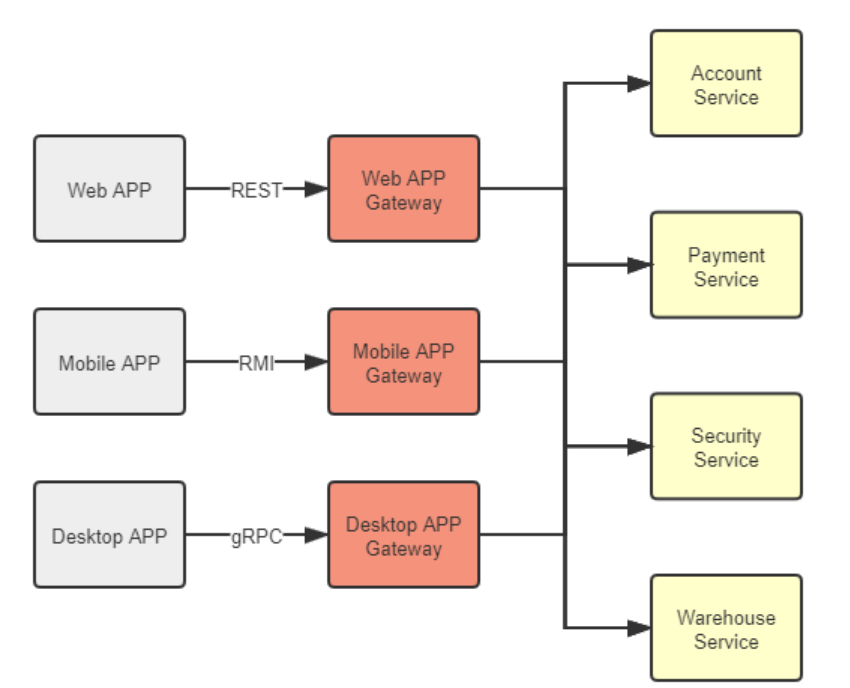 Account
Service
Web APP
REST
Web APP
Gateway
Payment
Service
Mobile APP
RMI
Mobile APP
Gateway
Security
Service
Desktop APP
gRPC
Desktop APP
Gateway
Warehouse
Service